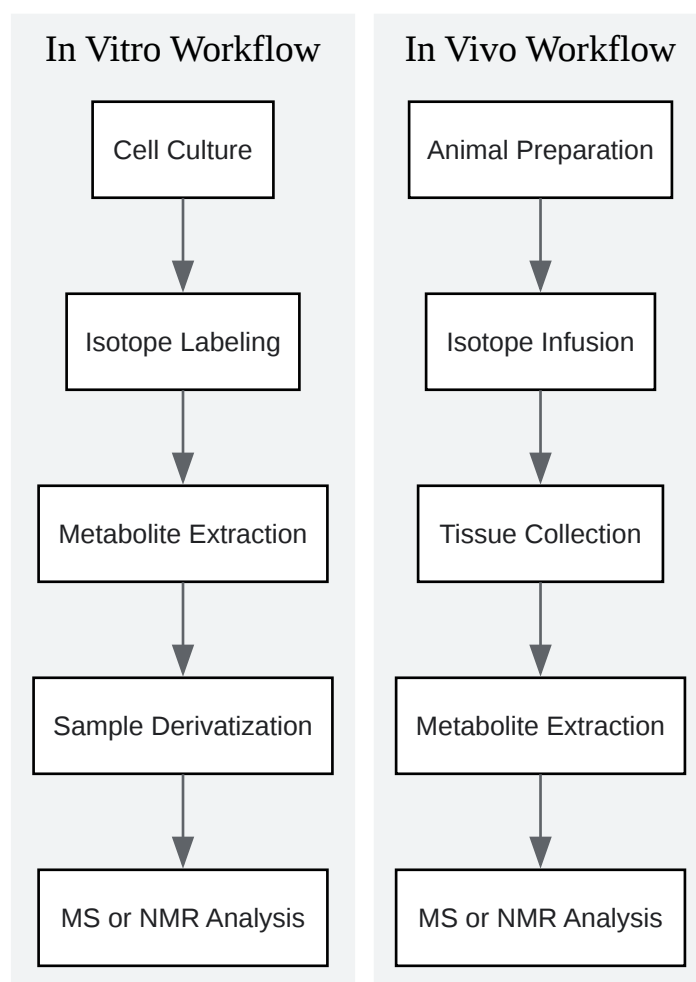 In Vitro Workflow
Cell Culture
Isotope Labeling
Metabolite Extraction
Sample Derivatization
MS or NMR Analysis
In Vivo Workflow
Animal Preparation
Isotope Infusion
Tissue Collection
Metabolite Extraction
MS or NMR Analysis